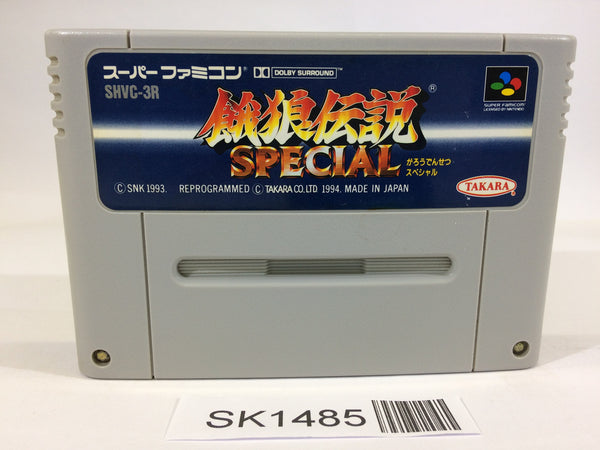 スーパーファミコン® DOLBY SURROUND™
SHVC-3R
餓狼伝説®
SPECIAL
がろうでんせつ
スペシャル
SUPER FAMICOM
LICENSED BY NINTENDO
TAKARA®
© SNK 1993. REPROGRAMMED © TAKARA CO.LTD. 1994. MADE IN JAPAN
SK1485